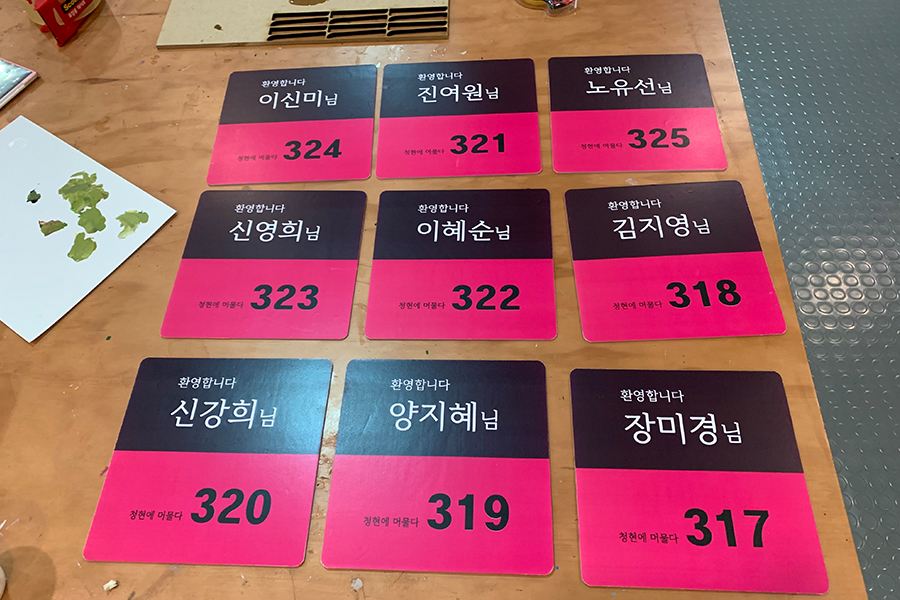 환영합니다
이신미님
청현에 머물다 324
환영합니다
진여원님
청현에 머물다 321
환영합니다
노유선님
청현에 머물다 325
환영합니다
신영희님
청현에 머물다 323
환영합니다
이혜순님
청현에 머물다 322
환영합니다
김지영님
청현에 머물다 318
환영합니다
신강희님
청현에 머물다 320
환영합니다
양지혜님
청현에 머물다 319
환영합니다
장미경님
청현에 머물다 317